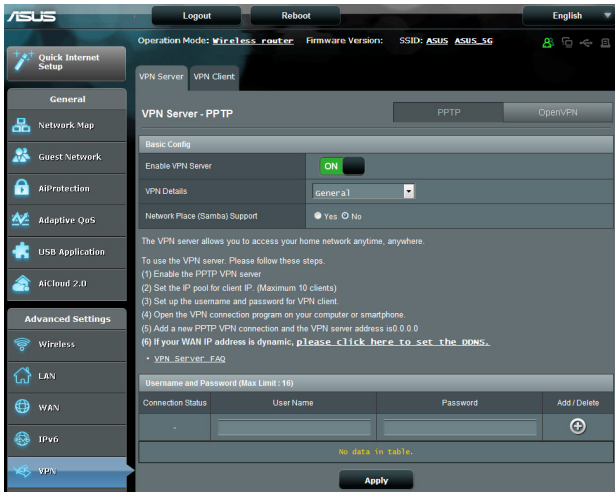 ASUS
Logout
Reboot
English
Operation Mode: Wireless router Firmware Version: SSID: ASUS ASUS_5G
Quick Internet
Setup
VPN Server
VPN Client
General
Network Map
Guest Network
AiProtection
Adaptive QoS
USB Application
AiCloud 2.0
Advanced Settings
Wireless
LAN
WAN
IPv6
VPN
VPN Server - PPTP
PPTP
OpenVPN
Basic Config
Enable VPN Server
ON
VPN Details
General
Network Place (Samba) Support
Yes No
The VPN server allows you to access your home network anytime, anywhere.
To use the VPN server. Please follow these steps.
(1) Enable the PPTP VPN server
(2) Set the IP pool for client IP. (Maximum 10 clients)
(3) Set up the username and password for VPN client.
(4) Open the VPN connection program on your computer or smartphone.
(5) Add a new PPTP VPN connection and the VPN server address is0.0.0.0
(6) If your WAN IP address is dynamic, please click here to set the DDNS.
VPN Server FAQ
Username and Password (Max Limit : 16)
Connection Status
User Name
Password
Add / Delete
-
No data in table.
Apply